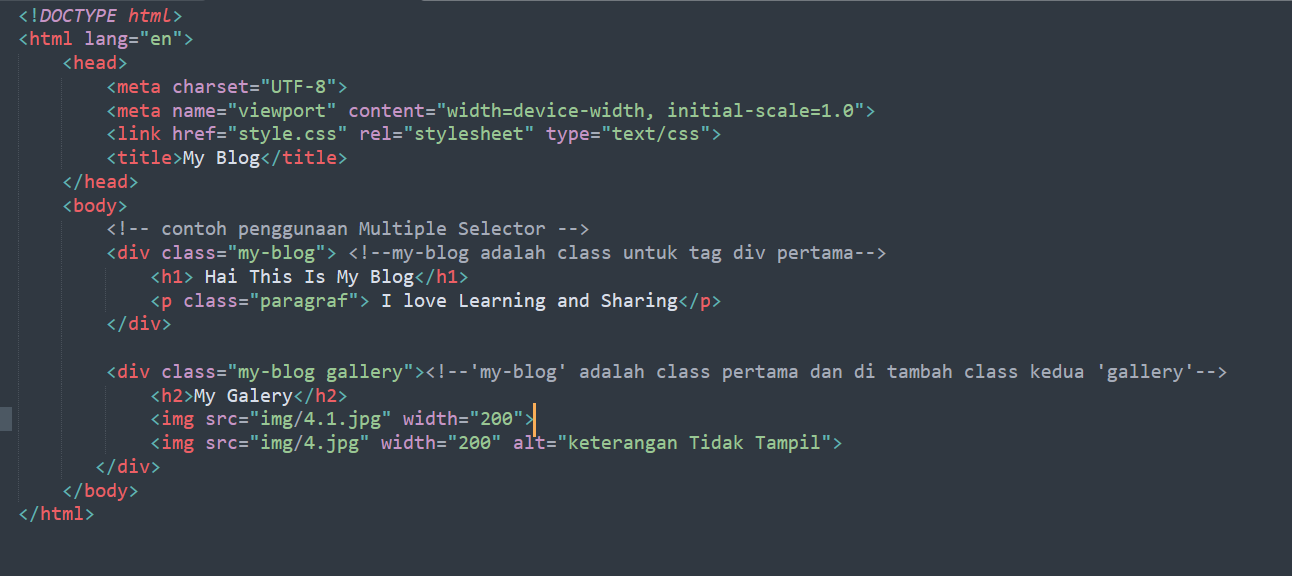 <!DOCTYPE html>
<html lang="en">
<head>
<meta charset="UTF-8">
<meta name="viewport" content="width=device-width, initial-scale=1.0">
<link href="style.css" rel="stylesheet" type="text/css">
<title>My Blog</title>
</head>
<body>
<!-- contoh penggunaan Multiple Selector -->
<div class="my-blog"> <!--my-blog adalah class untuk tag div pertama-->
<h1> Hai This Is My Blog</h1>
<p class="paragraf"> I love Learning and Sharing</p>
</div>
<div class="my-blog gallery"><!--'my-blog' adalah class pertama dan di tambah class kedua 'gallery'-->
<h2>My Galery</h2>
<img src="img/4.1.jpg" width="200">
<img src="img/4.jpg" width="200" alt="keterangan Tidak Tampil">
</div>
</body>
</html>